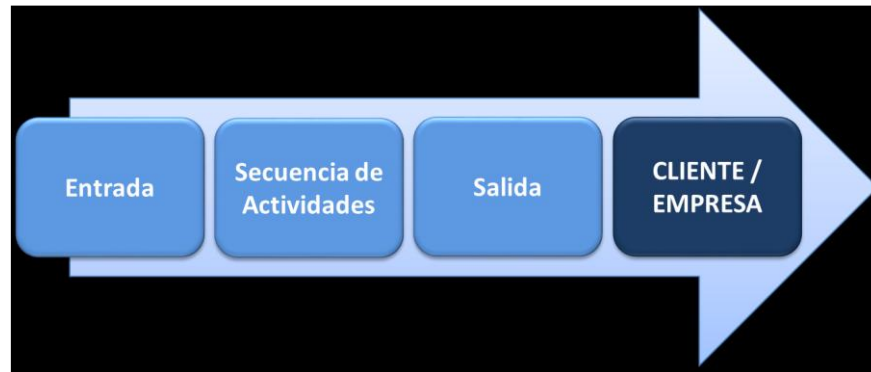 Entrada
Secuencia de
Actividades
Salida
CLIENTE /
EMPRESA